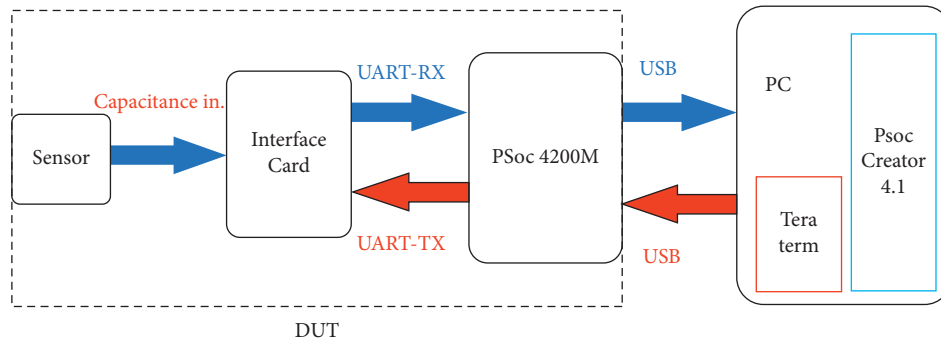 Sensor
Capacitance in.
Interface
Card
UART-RX
UART-TX
PSoc 4200M
USB
USB
PC
Tera
term
Psoc
Creator
4.1
DUT